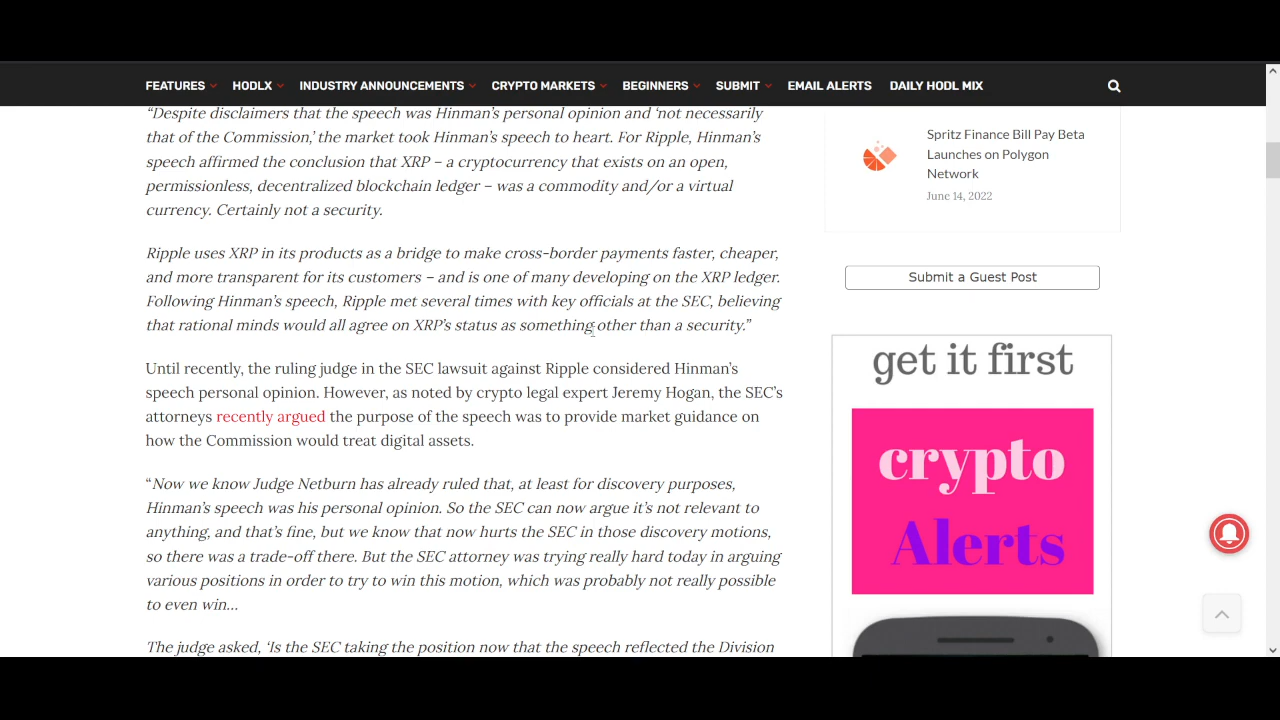 FEATURES HODLX INDUSTRY ANNOUNCEMENTS CRYPTO MARKETS BEGINNERS SUBMIT EMAIL ALERTS DAILY HODL MIX
“Despite disclaimers that the speech was Hinman’s personal opinion and ‘not necessarily
that of the Commission,’ the market took Hinman’s speech to heart. For Ripple, Hinman’s
speech affirmed the conclusion that XRP – a cryptocurrency that exists on an open,
permissionless, decentralized blockchain ledger – was a commodity and/or a virtual
currency. Certainly not a security.
Ripple uses XRP in its products as a bridge to make cross-border payments faster, cheaper,
and more transparent for its customers – and is one of many developing on the XRP ledger.
Following Hinman’s speech, Ripple met several times with key officials at the SEC, believing
that rational minds would all agree on XRP’s status as something other than a security.”
Until recently, the ruling judge in the SEC lawsuit against Ripple considered Hinman’s
speech personal opinion. However, as noted by crypto legal expert Jeremy Hogan, the SEC’s
attorneys recently argued the purpose of the speech was to provide market guidance on
how the Commission would treat digital assets.
“Now we know Judge Netburn has already ruled that, at least for discovery purposes,
Hinman’s speech was his personal opinion. So the SEC can now argue it’s not relevant to
anything, and that’s fine, but we know that now hurts the SEC in those discovery motions,
so there was a trade-off there. But the SEC attorney was trying really hard today in arguing
various positions in order to try to win this motion, which was probably not really possible
to even win…
The judge asked, ‘Is the SEC taking the position now that the speech reflected the Division
Spritz Finance Bill Pay Beta
Launches on Polygon
Network
June 14, 2022
Submit a Guest Post
get it first
crypto
Alerts